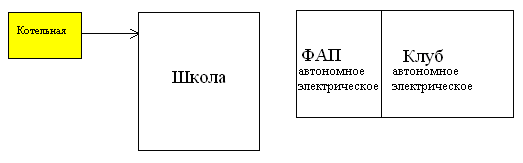 Котельная
Школа
ФАП
автономное
электрическое
Клуб
автономное
электрическое